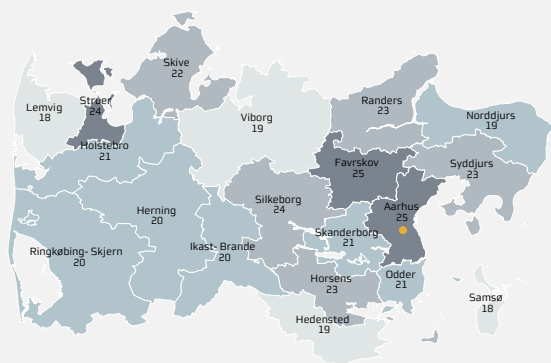 Skive
22
Struer
24
Lemvig
18
Randers
23
Viborg
19
Norddjurs
19
Holstebro
21
Favrskov
25
Syddjurs
23
Silkeborg
24
Aarhus
25
Herning
20
Skanderborg
21
Ikast- Brande
20
Ringkøbing- Skjern
20
Horsens
23
Odder
21
Samsø
18
Hedensted
19